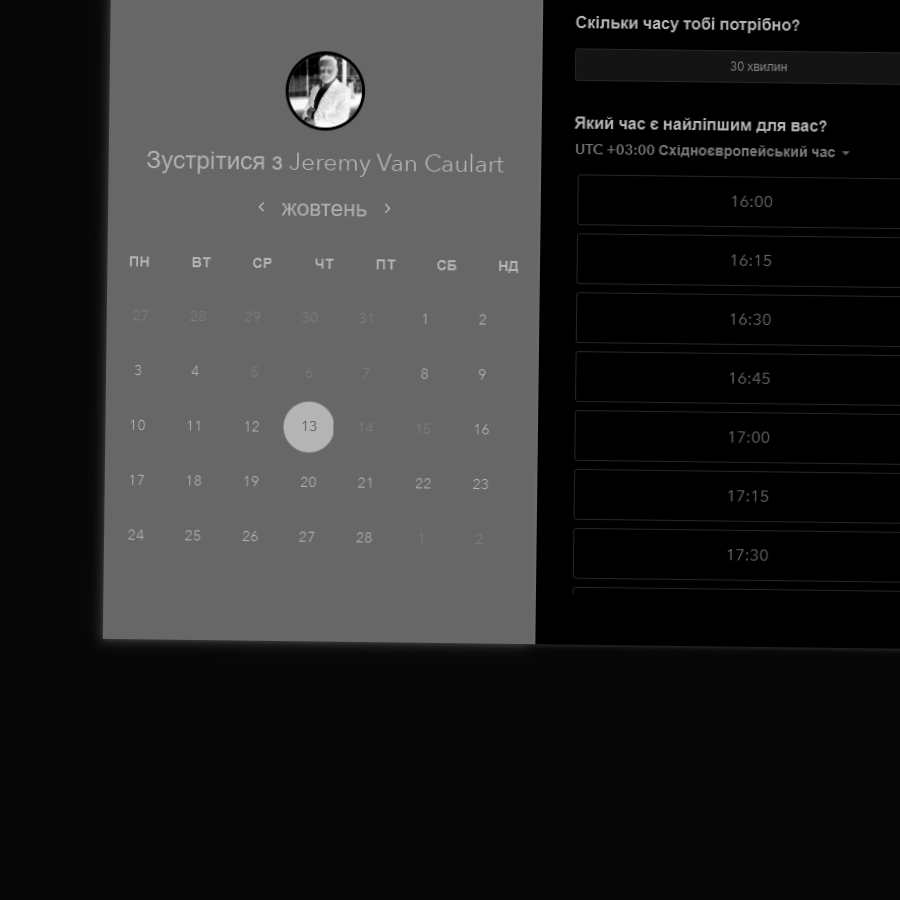 Зустрітися з Jeremy Van Caulart
жовтень
ПН ВТ СР ЧТ ПТ СБ НД
27 28 29 30 31 1 2
3 4 5 6 7 8 9
10 11 12 13 14 15 16
17 18 19 20 21 22 23
24 25 26 27 28 1 2
Скільки часу тобі потрібно?
30 хвилин
Який час є найліпшим для вас?
UTC +03:00 Східноєвропейський час
16:00
16:15
16:30
16:45
17:00
17:15
17:30